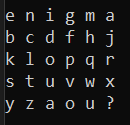 e n i g m a
b c d f h j
k l o p q r
s t u v w x
y z a o u ?